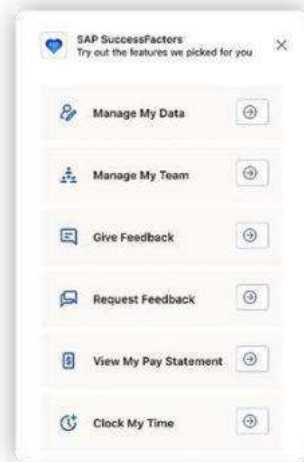 SAP SuccessFactors
Try out the features we picked for you
Manage My Data
Manage My Team
Give Feedback
Request Feedback
View My Pay Statement
Clock My Time